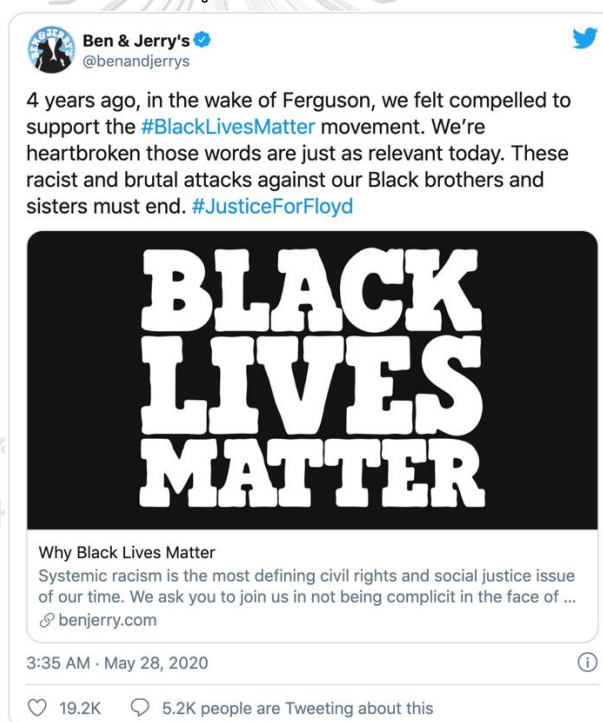 Ben & Jerry's
@benandjerrys
4 years ago, in the wake of Ferguson, we felt compelled to
support the #BlackLivesMatter movement. We’re
heartbroken those words are just as relevant today. These
racist and brutal attacks against our Black brothers and
sisters must end. #JusticeForFloyd
BLACK
LIVES
MATTER
Why Black Lives Matter
Systemic racism is the most defining civil rights and social justice issue
of our time. We ask you to join us in not being complicit in the face of ...
benjerry.com
3:35 AM · May 28, 2020
19.2K 5.2K people are Tweeting about this